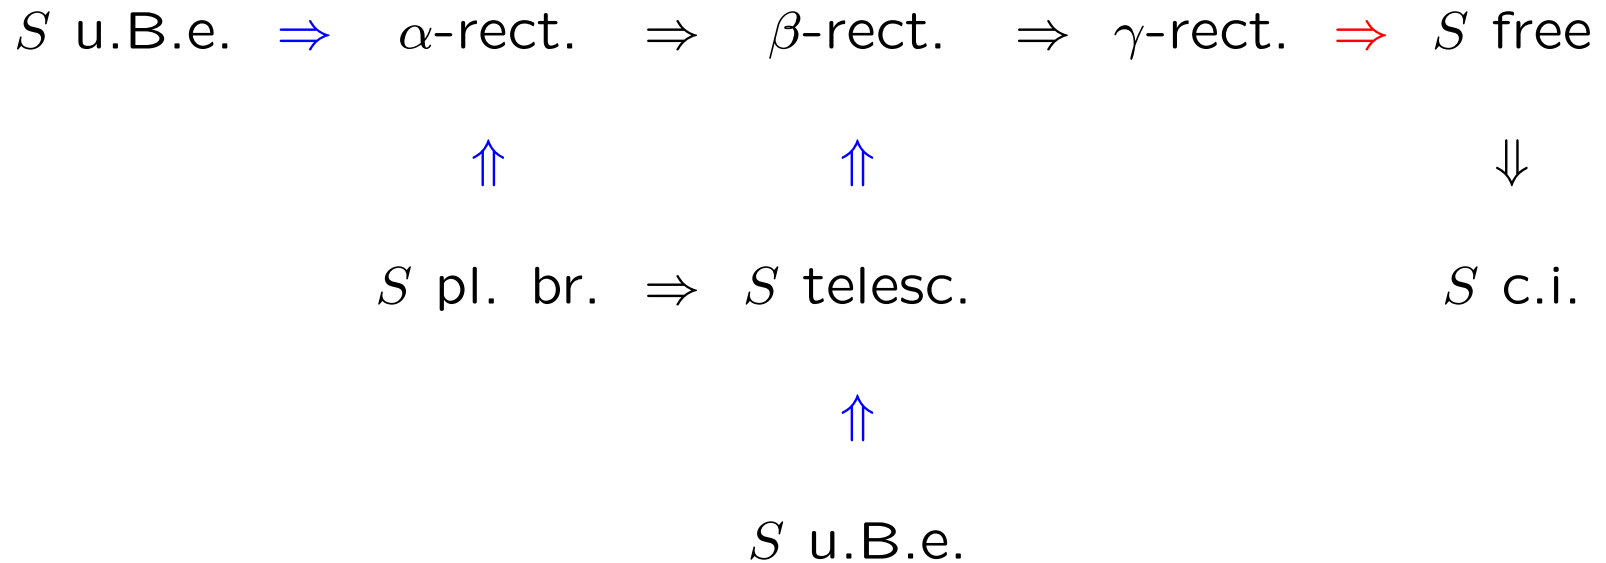 S u.B.e. ⇒ α-rect. ⇒ β-rect. ⇒ γ-rect. ⇒ S free
⇑ ⇑ ⇓
S pl. br. ⇒ S telesc. S c.i.
⇑
S u.B.e.